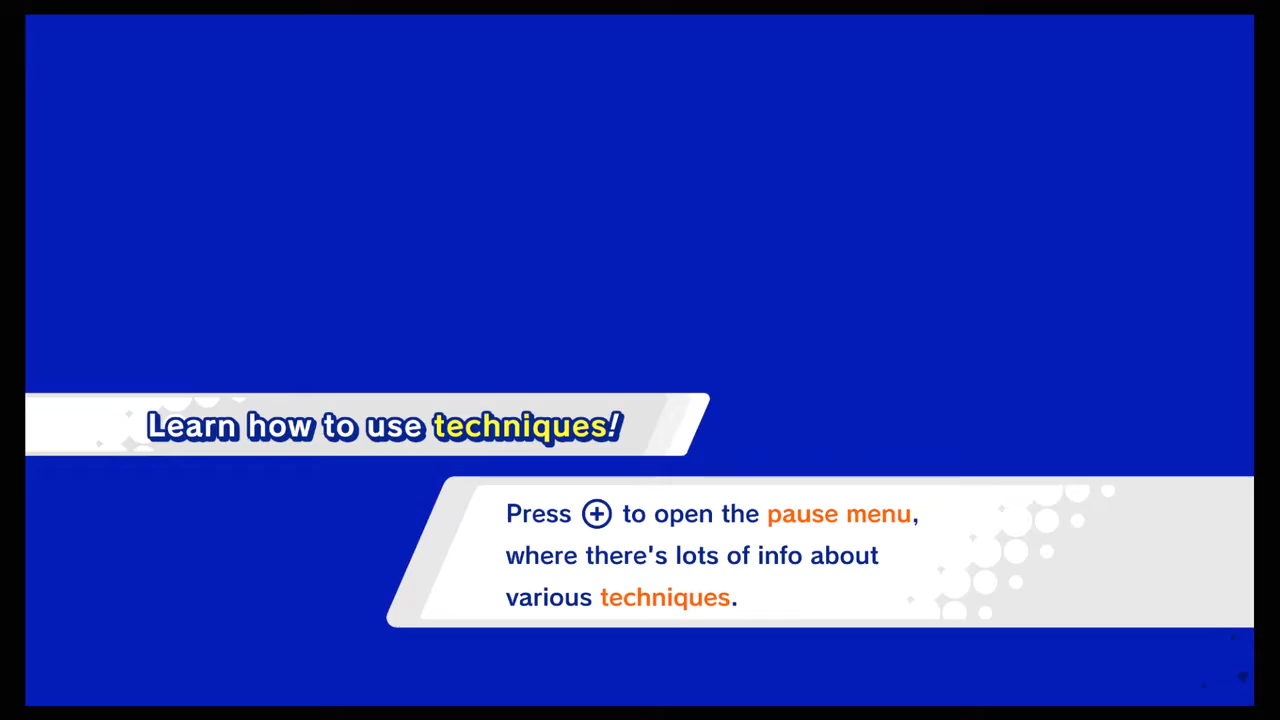 Learn how to use techniques!
Press ⊕ to open the pause menu,
where there's lots of info about
various techniques.